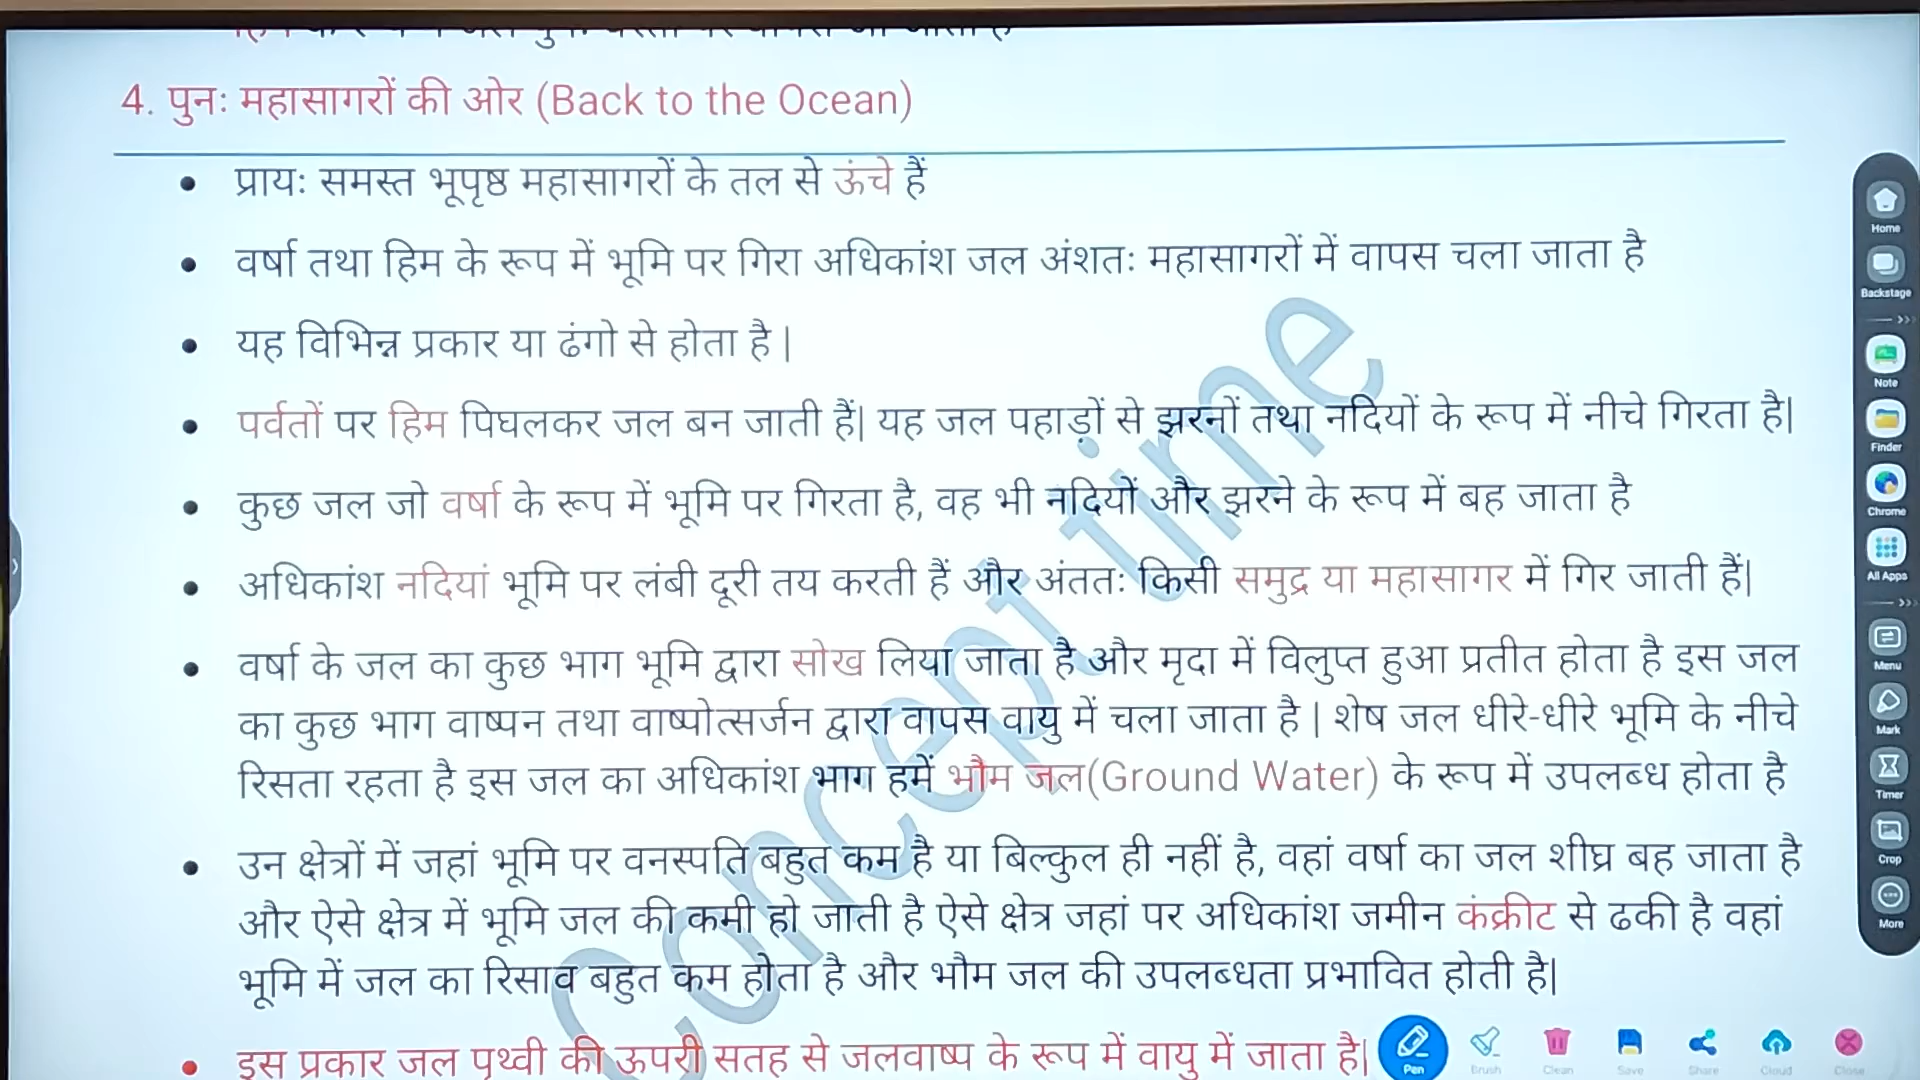 4. पुनः महासागरों की ओर (Back to the Ocean)
• प्रायः समस्त भूपृष्ठ महासागरों के तल से ऊंचे हैं
• वर्षा तथा हिम के रूप में भूमि पर गिरा अधिकांश जल अंशतः महासागरों में वापस चला जाता है
• यह विभिन्न प्रकार या ढंगो से होता है |
• पर्वतों पर हिम पिघलकर जल बन जाती हैं| यह जल पहाड़ों से झरनों तथा नदियों के रूप में नीचे गिरता है|
• कुछ जल जो वर्षा के रूप में भूमि पर गिरता है, वह भी नदियों और झरने के रूप में बह जाता है
• अधिकांश नदियां भूमि पर लंबी दूरी तय करती हैं और अंततः किसी समुद्र या महासागर में गिर जाती हैं|
• वर्षा के जल का कुछ भाग भूमि द्वारा सोख लिया जाता है और मृदा में विलुप्त हुआ प्रतीत होता है इस जल
का कुछ भाग वाष्पन तथा वाष्पोत्सर्जन द्वारा वापस वायु में चला जाता है | शेष जल धीरे-धीरे भूमि के नीचे
रिसता रहता है इस जल का अधिकांश भाग हमें भौम जल(Ground Water) के रूप में उपलब्ध होता है
• उन क्षेत्रों में जहां भूमि पर वनस्पति बहुत कम है या बिल्कुल ही नहीं है, वहां वर्षा का जल शीघ्र बह जाता है
और ऐसे क्षेत्र में भूमि जल की कमी हो जाती है ऐसे क्षेत्र जहां पर अधिकांश जमीन कंक्रीट से ढकी है वहां
भूमि में जल का रिसाव बहुत कम होता है और भौम जल की उपलब्धता प्रभावित होती है|
• इस प्रकार जल पृथ्वी की ऊपरी सतह से जलवाष्प के रूप में वायु में जाता है|
Concept time
Home
Backstage
Note
Finder
Chrome
All Apps
Menu
Mark
Timer
Crop
More
Pen
Brush
Clean
Save
Share
Cloud
Close